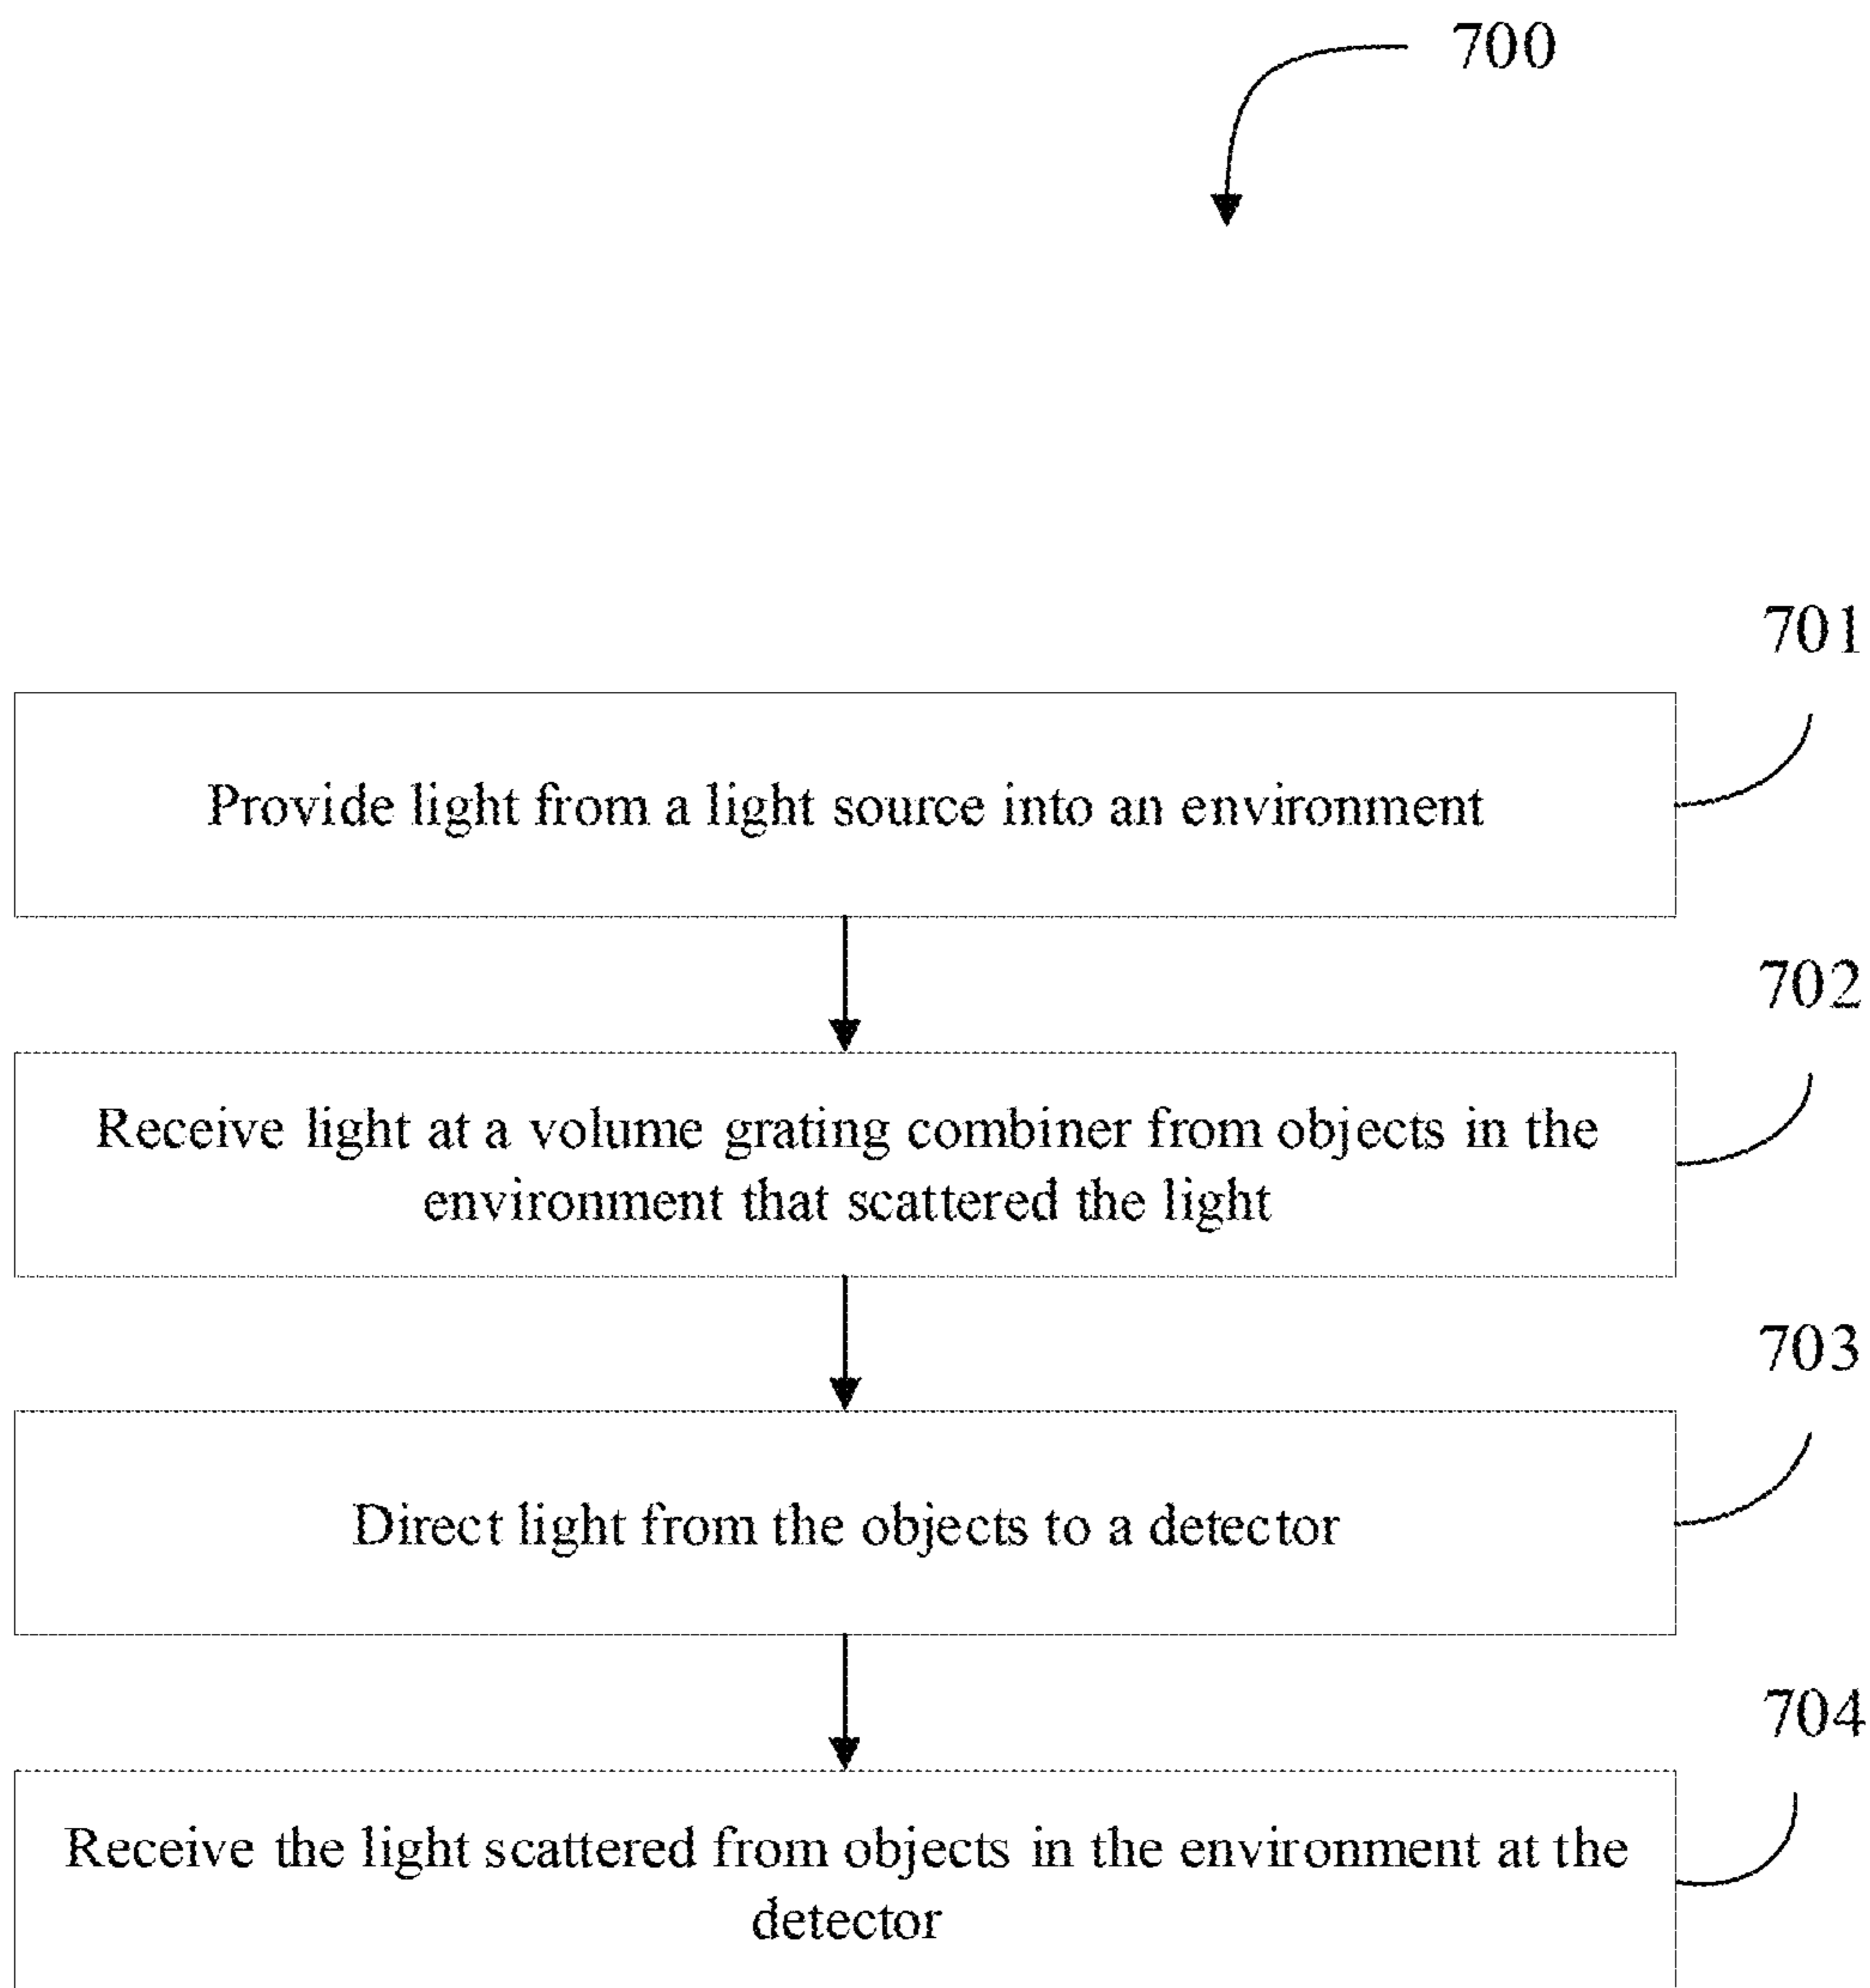 700
701
Provide light from a light source into an environment
702
Receive light at a volume grating combiner from objects in the
environment that scattered the light
703
Direct light from the objects to a detector
704
Receive the light scattered from objects in the environment at the
detector